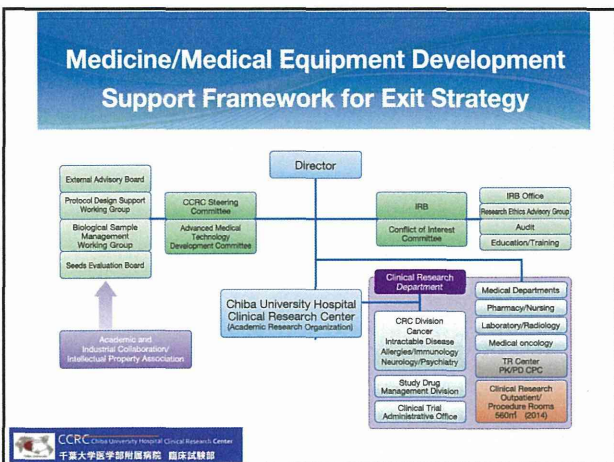 Medicine/Medical Equipment Development
Support Framework for Exit Strategy
Director
External Advisory Board
Protocol Design Support
Working Group
Biological Sample
Management
Working Group
Seeds Evaluation Board
CCRC Steering
Committee
Advanced Medical
Technology
Development Committee
IRB
Conflict of Interest
Committee
IRB Office
Research Ethics Advisory Group
Audit
Education/Training
Academic and
Industrial Collaboration/
Intellectual Property Association
Chiba University Hospital
Clinical Research Center
(Academic Research Organization)
Clinical Research
Department
CRC Division
Cancer
Intractable Disease
Allergies/Immunology
Neurology/Psychiatry
Study Drug
Management Division
Clinical Trial
Administrative Office
Medical Departments
Pharmacy/Nursing
Laboratory/Radiology
Medical oncology
TR Center
PK/PD CPC
Clinical Research
Outpatient/
Procedure Rooms
560㎡ (2014)
CCRC Chiba University Hospital Clinical Research Center
千葉大学医学部附属病院 臨床試験部